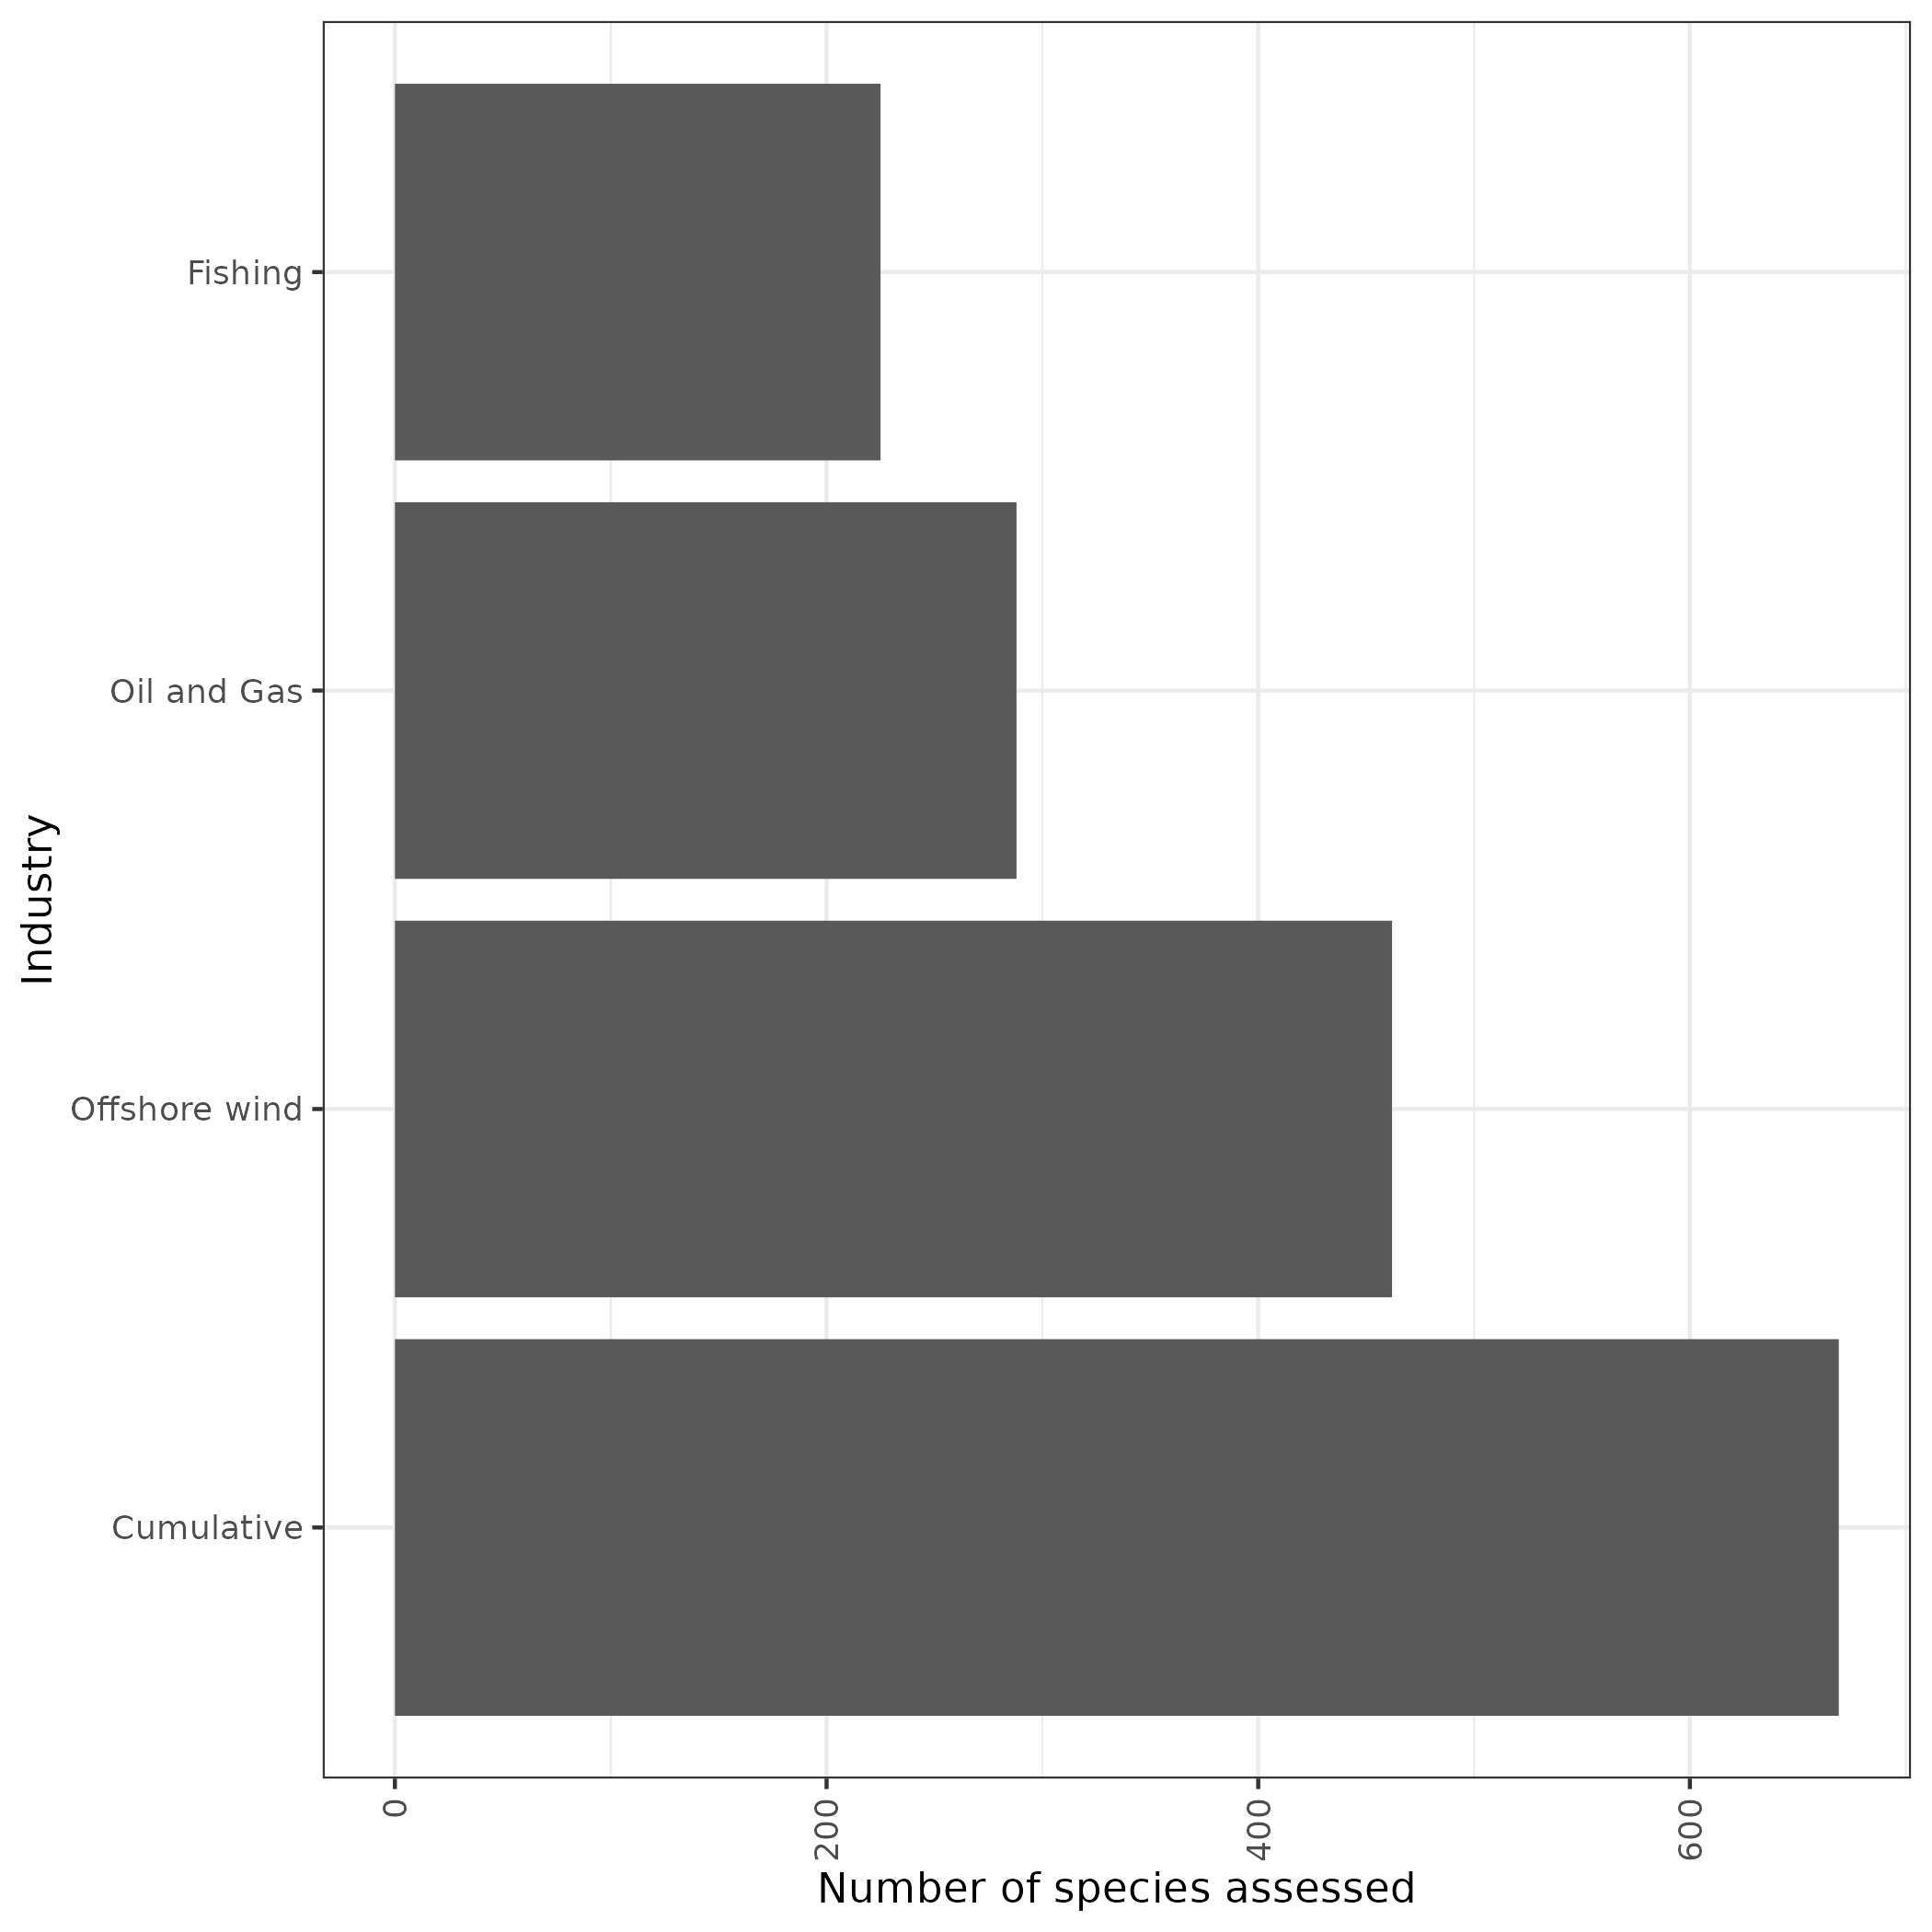 Fishing
Oil and Gas
Offshore wind
Cumulative
Industry
0
200
400
600
Number of species assessed